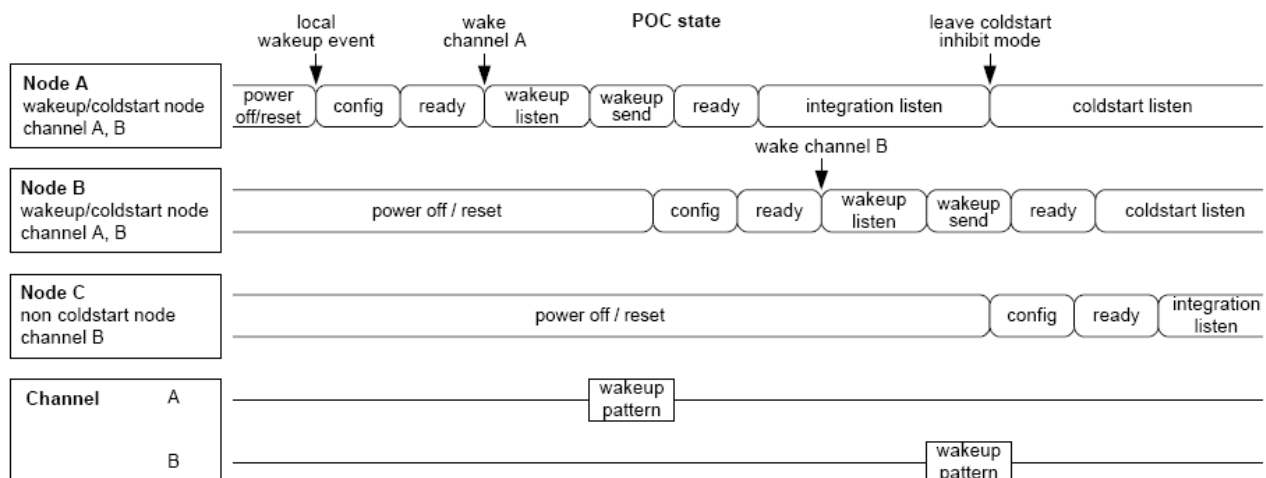 local
wakeup event
wake
channel A
POC state
leave coldstart
inhibit mode
Node A
wakeup/coldstart node
channel A, B
power
off/reset
config
ready
wakeup
listen
wakeup
send
ready
integration listen
coldstart listen
wake channel B
Node B
wakeup/coldstart node
channel A, B
power off / reset
config
ready
wakeup
listen
wakeup
send
ready
coldstart listen
Node C
non coldstart node
channel B
power off / reset
config
ready
integration
listen
Channel A
wakeup
pattern
B
wakeup
pattern